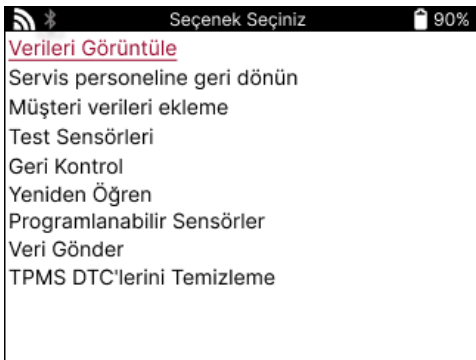 Seçenek Seçiniz 90%
Verileri Görüntüle
Servis personeline geri dönün
Müşteri verileri ekleme
Test Sensörleri
Geri Kontrol
Yeniden Öğren
Programlanabilir Sensörler
Veri Gönder
TPMS DTC'lerini Temizleme